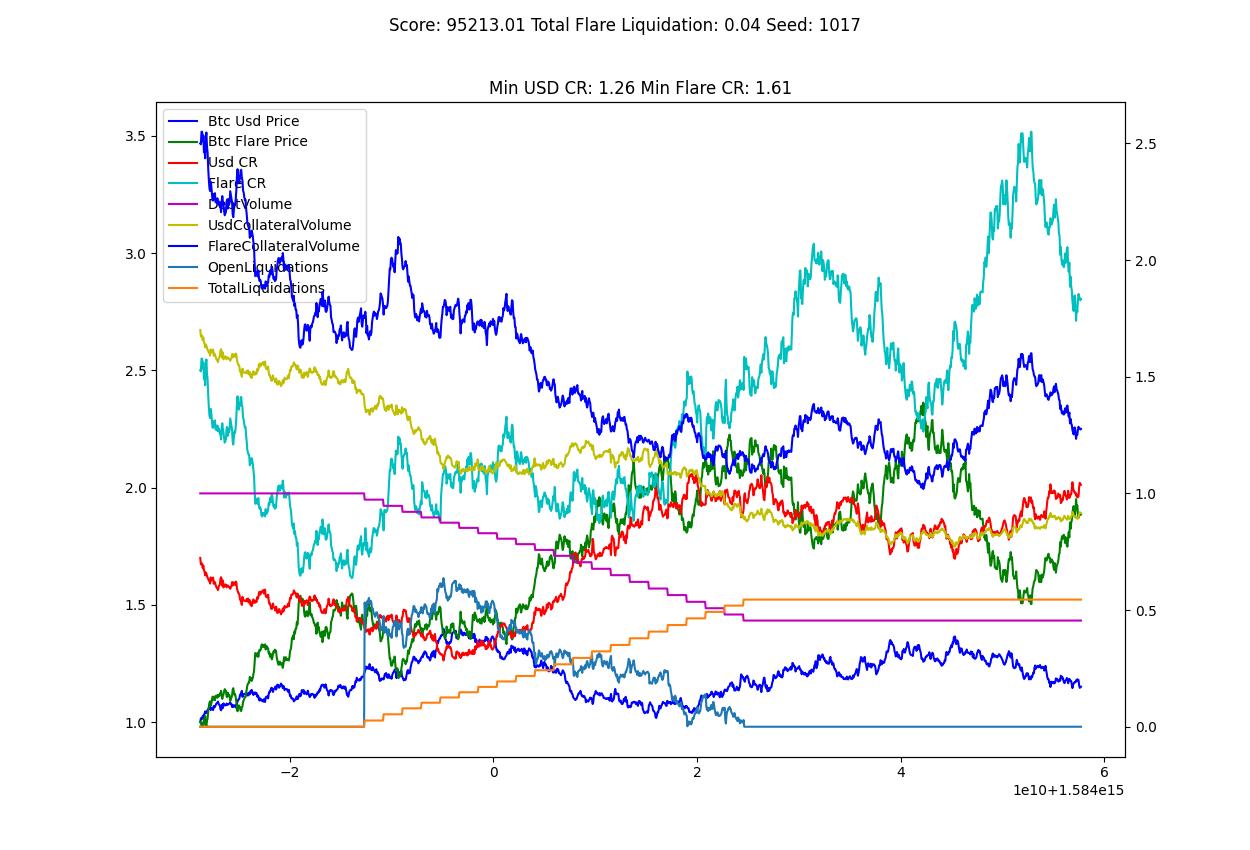 Score: 95213.01 Total Flare Liquidation: 0.04 Seed: 1017
Min USD CR: 1.26 Min Flare CR: 1.61
Btc Usd Price
Btc Flare Price
Usd CR
Flare CR
DebtVolume
UsdCollateralVolume
FlareCollateralVolume
OpenLiquidations
TotalLiquidations
3.5
3.0
2.5
2.0
1.5
1.0
2.5
2.0
1.5
1.0
0.5
0.0
−2
0
2
4
6
1e10+1.584e15